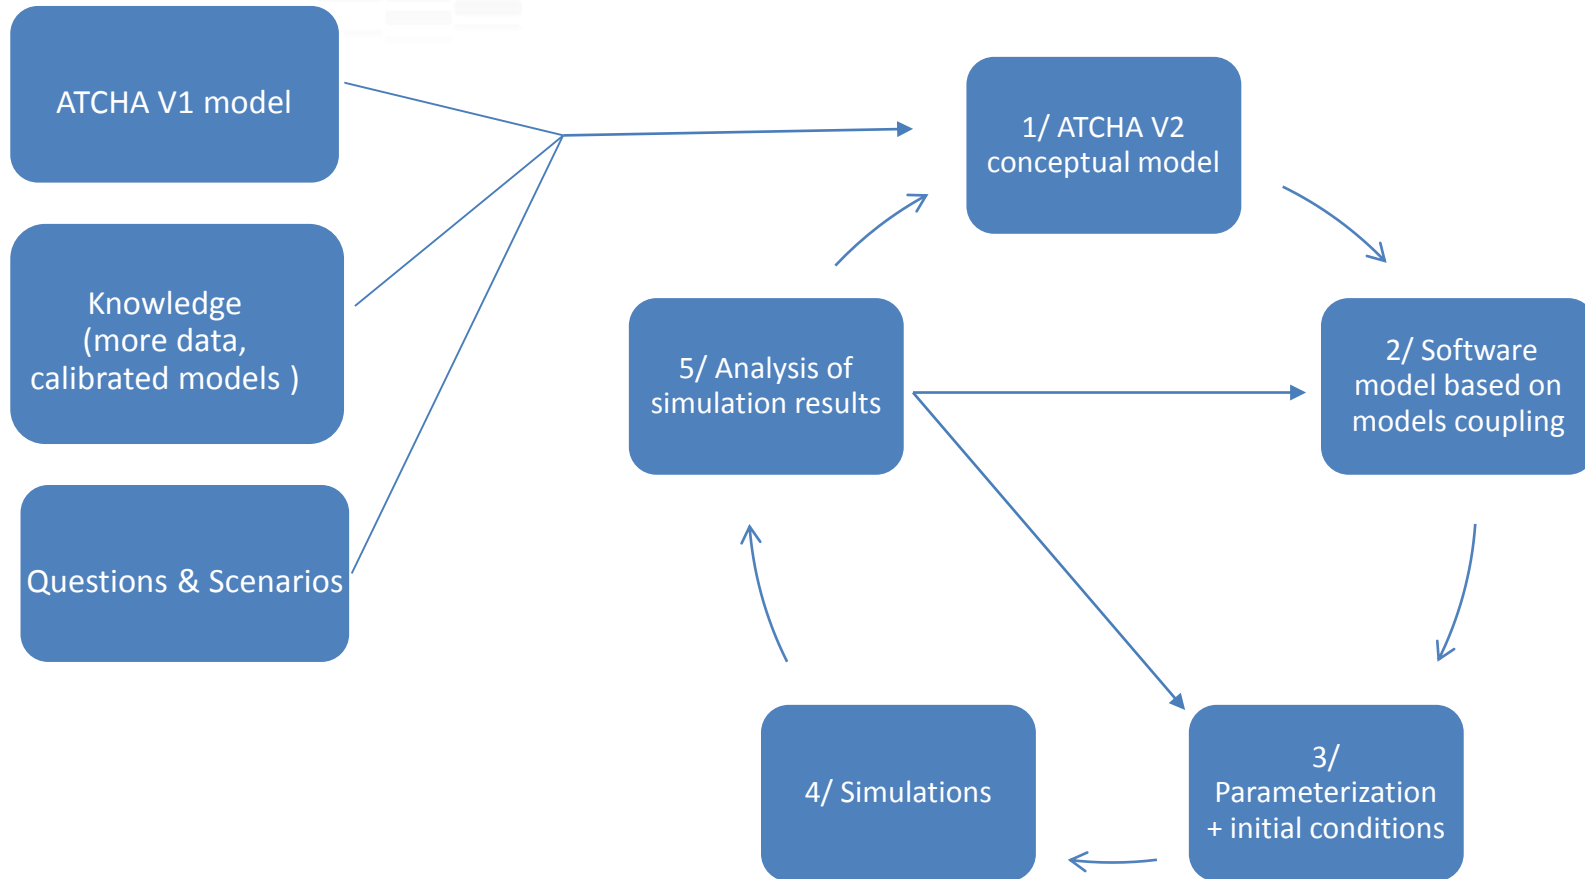 ATCHA V1 model
Knowledge
(more data,
calibrated models )
Questions & Scenarios
1/ ATCHA V2
conceptual model
2/ Software
model based on
models coupling
3/
Parameterization
+ initial conditions
4/ Simulations
5/ Analysis of
simulation results